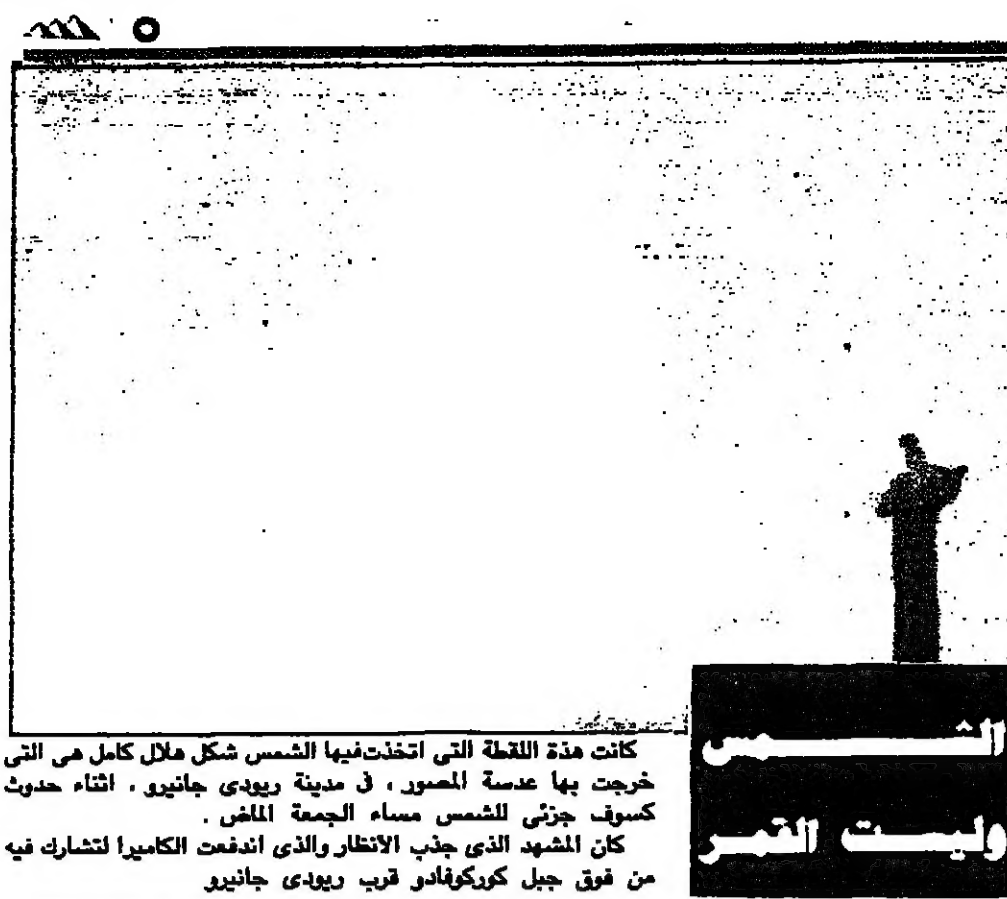 الشمس
وليست القمر
كانت هذة اللقطة التى اتخذت فيها الشمس شكل هلال كامل هى التى
خرجت بها عدسة المصور ، فى مدينة ريودى جانيرو ، اثناء حدوث
كسوف جزئى للشمس مساء الجمعة الماضى .
كان المشهد الذى جذب الأنظار والذى اندفعت الكاميرا لتشارك فيه
من فوق جبل كوركوفادو قرب ريودى جانيرو